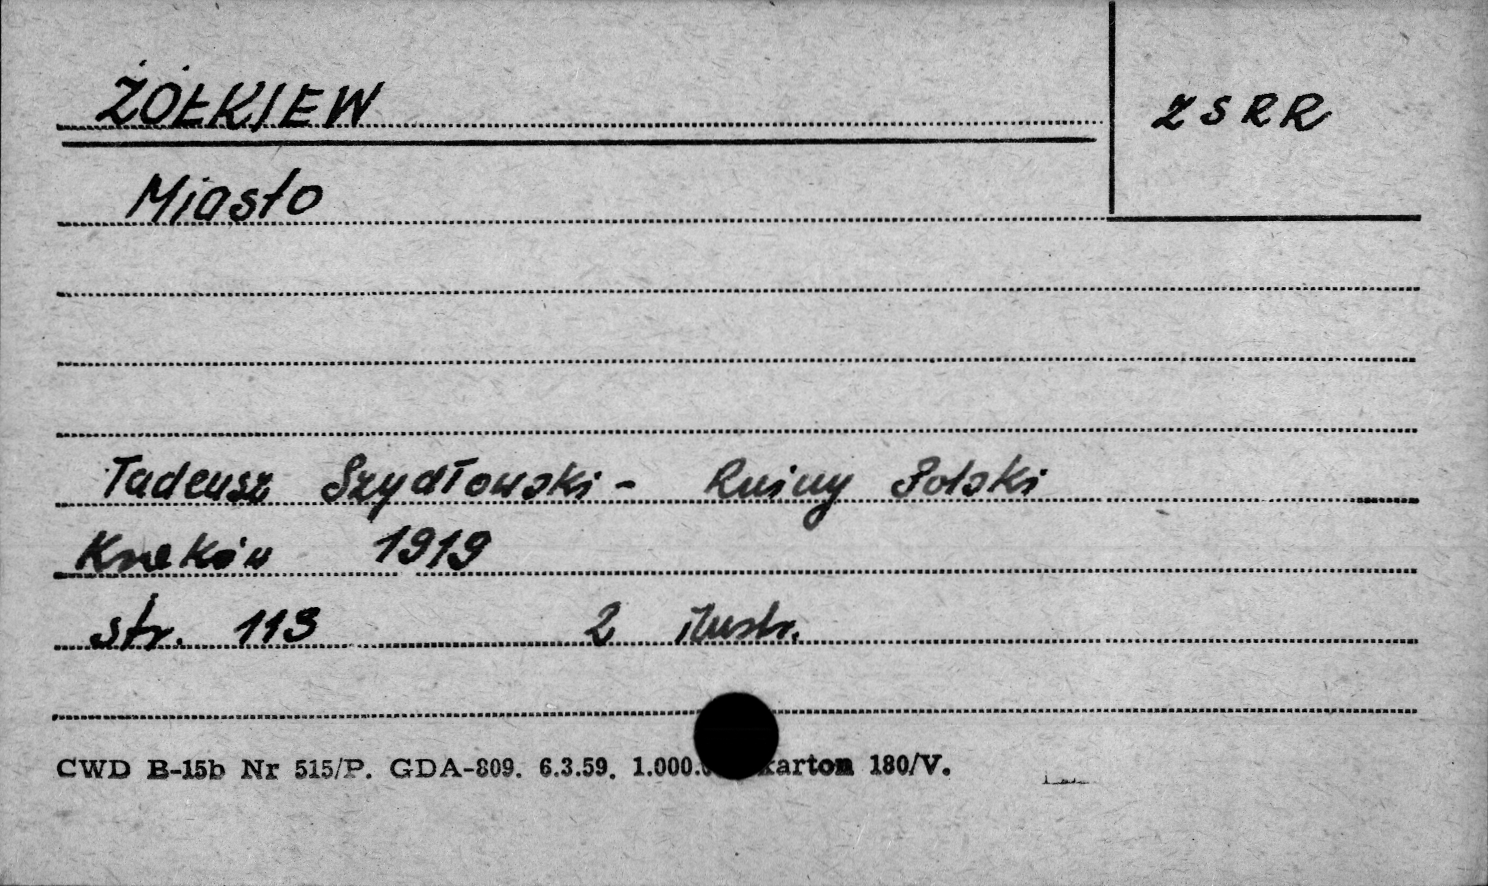 ŻÓŁKIEW
ZSRR
Miasto
Tadeusz Szydłowski - Ruiny Polski
Kraków 1919
str. 113 2 ilustr.
CWD B-15b Nr 515/P. GDA-809. 6.3.59. 1.000. karton 180/V.